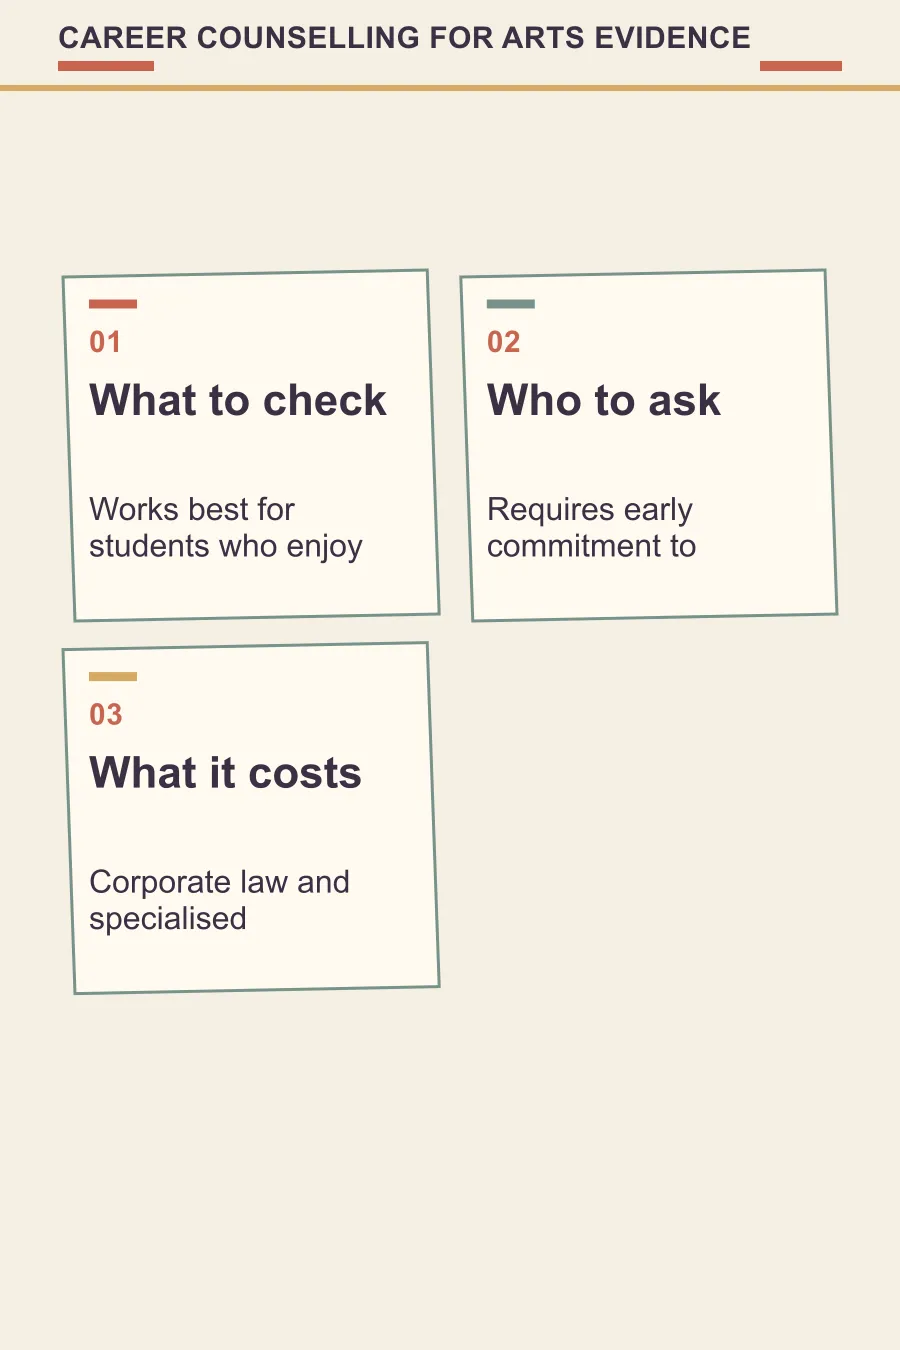 CAREER COUNSELLING FOR ARTS EVIDENCE
01
What to check
Works best for
students who enjoy
02
Who to ask
Requires early
commitment to
03
What it costs
Corporate law and
specialised